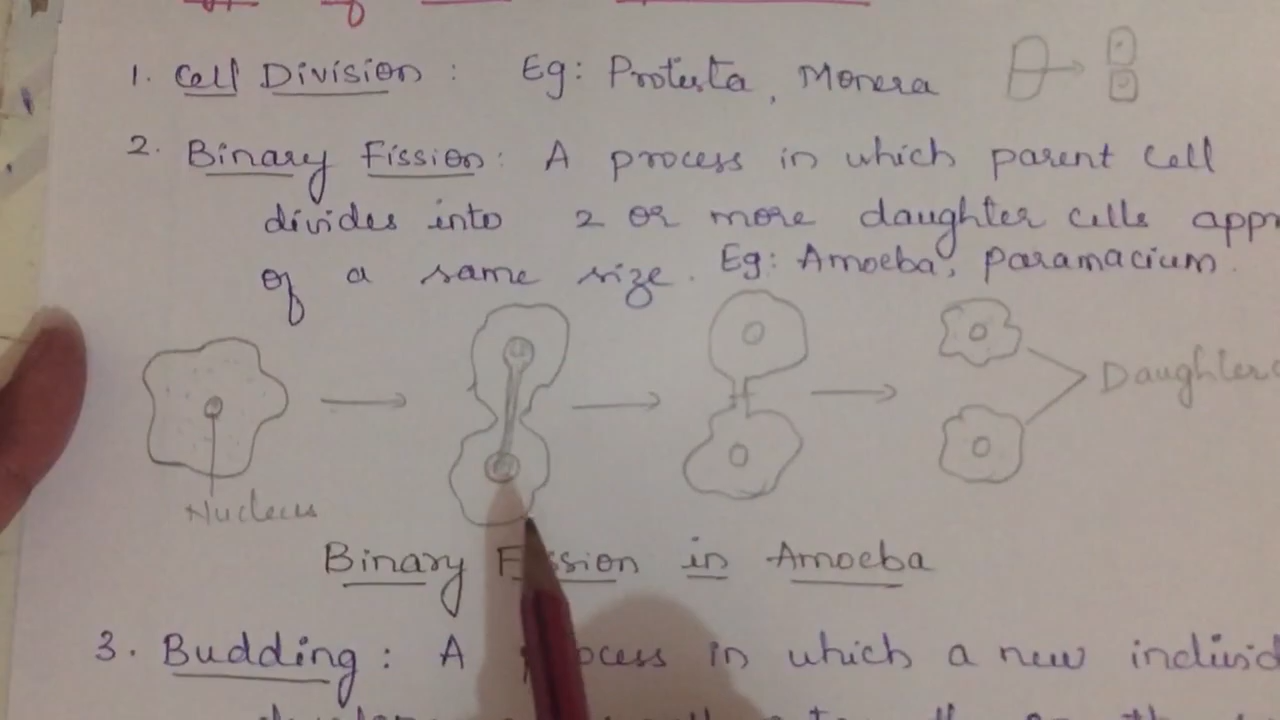 1. Cell Division : Eg: Protista, Monera
2. Binary Fission: A process in which parent cell
divides into 2 or more daughter cells
of a same size. Eg: Amoeba, paramacium.
Daughter
Nucleus
Binary Fission in Amoeba
3. Budding: A process in which a new